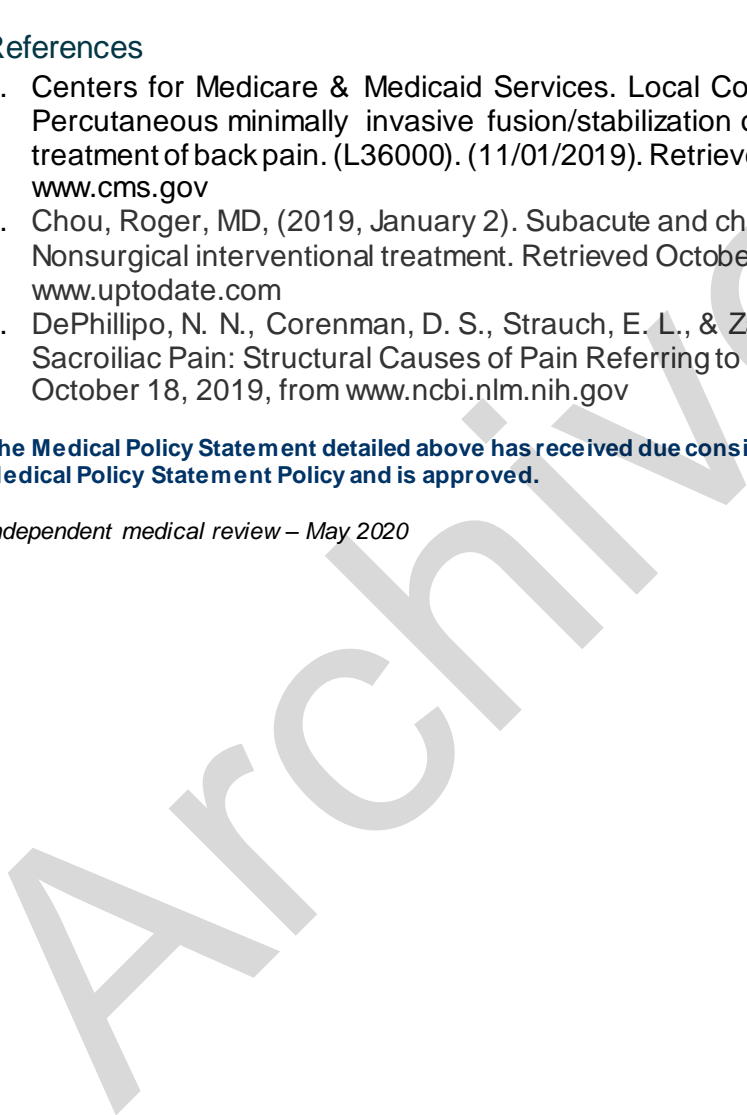 References
. Centers for Medicare & Medicaid Services. Local Co
Percutaneous minimally invasive fusion/stabilization
treatment of back pain. (L36000). (11/01/2019). Retrieve
www.cms.gov
. Chou, Roger, MD, (2019, January 2). Subacute and ch
Nonsurgical interventional treatment. Retrieved Octobe
www.uptodate.com
. DePhillipo, N. N., Corenman, D. S., Strauch, E. L., & Z
Sacroiliac Pain: Structural Causes of Pain Referring to
October 18, 2019, from www.ncbi.nlm.nih.gov
he Medical Policy Statement detailed above has received due consi
Medical Policy Statement Policy and is approved.
ndependent medical review – May 2020
Archive